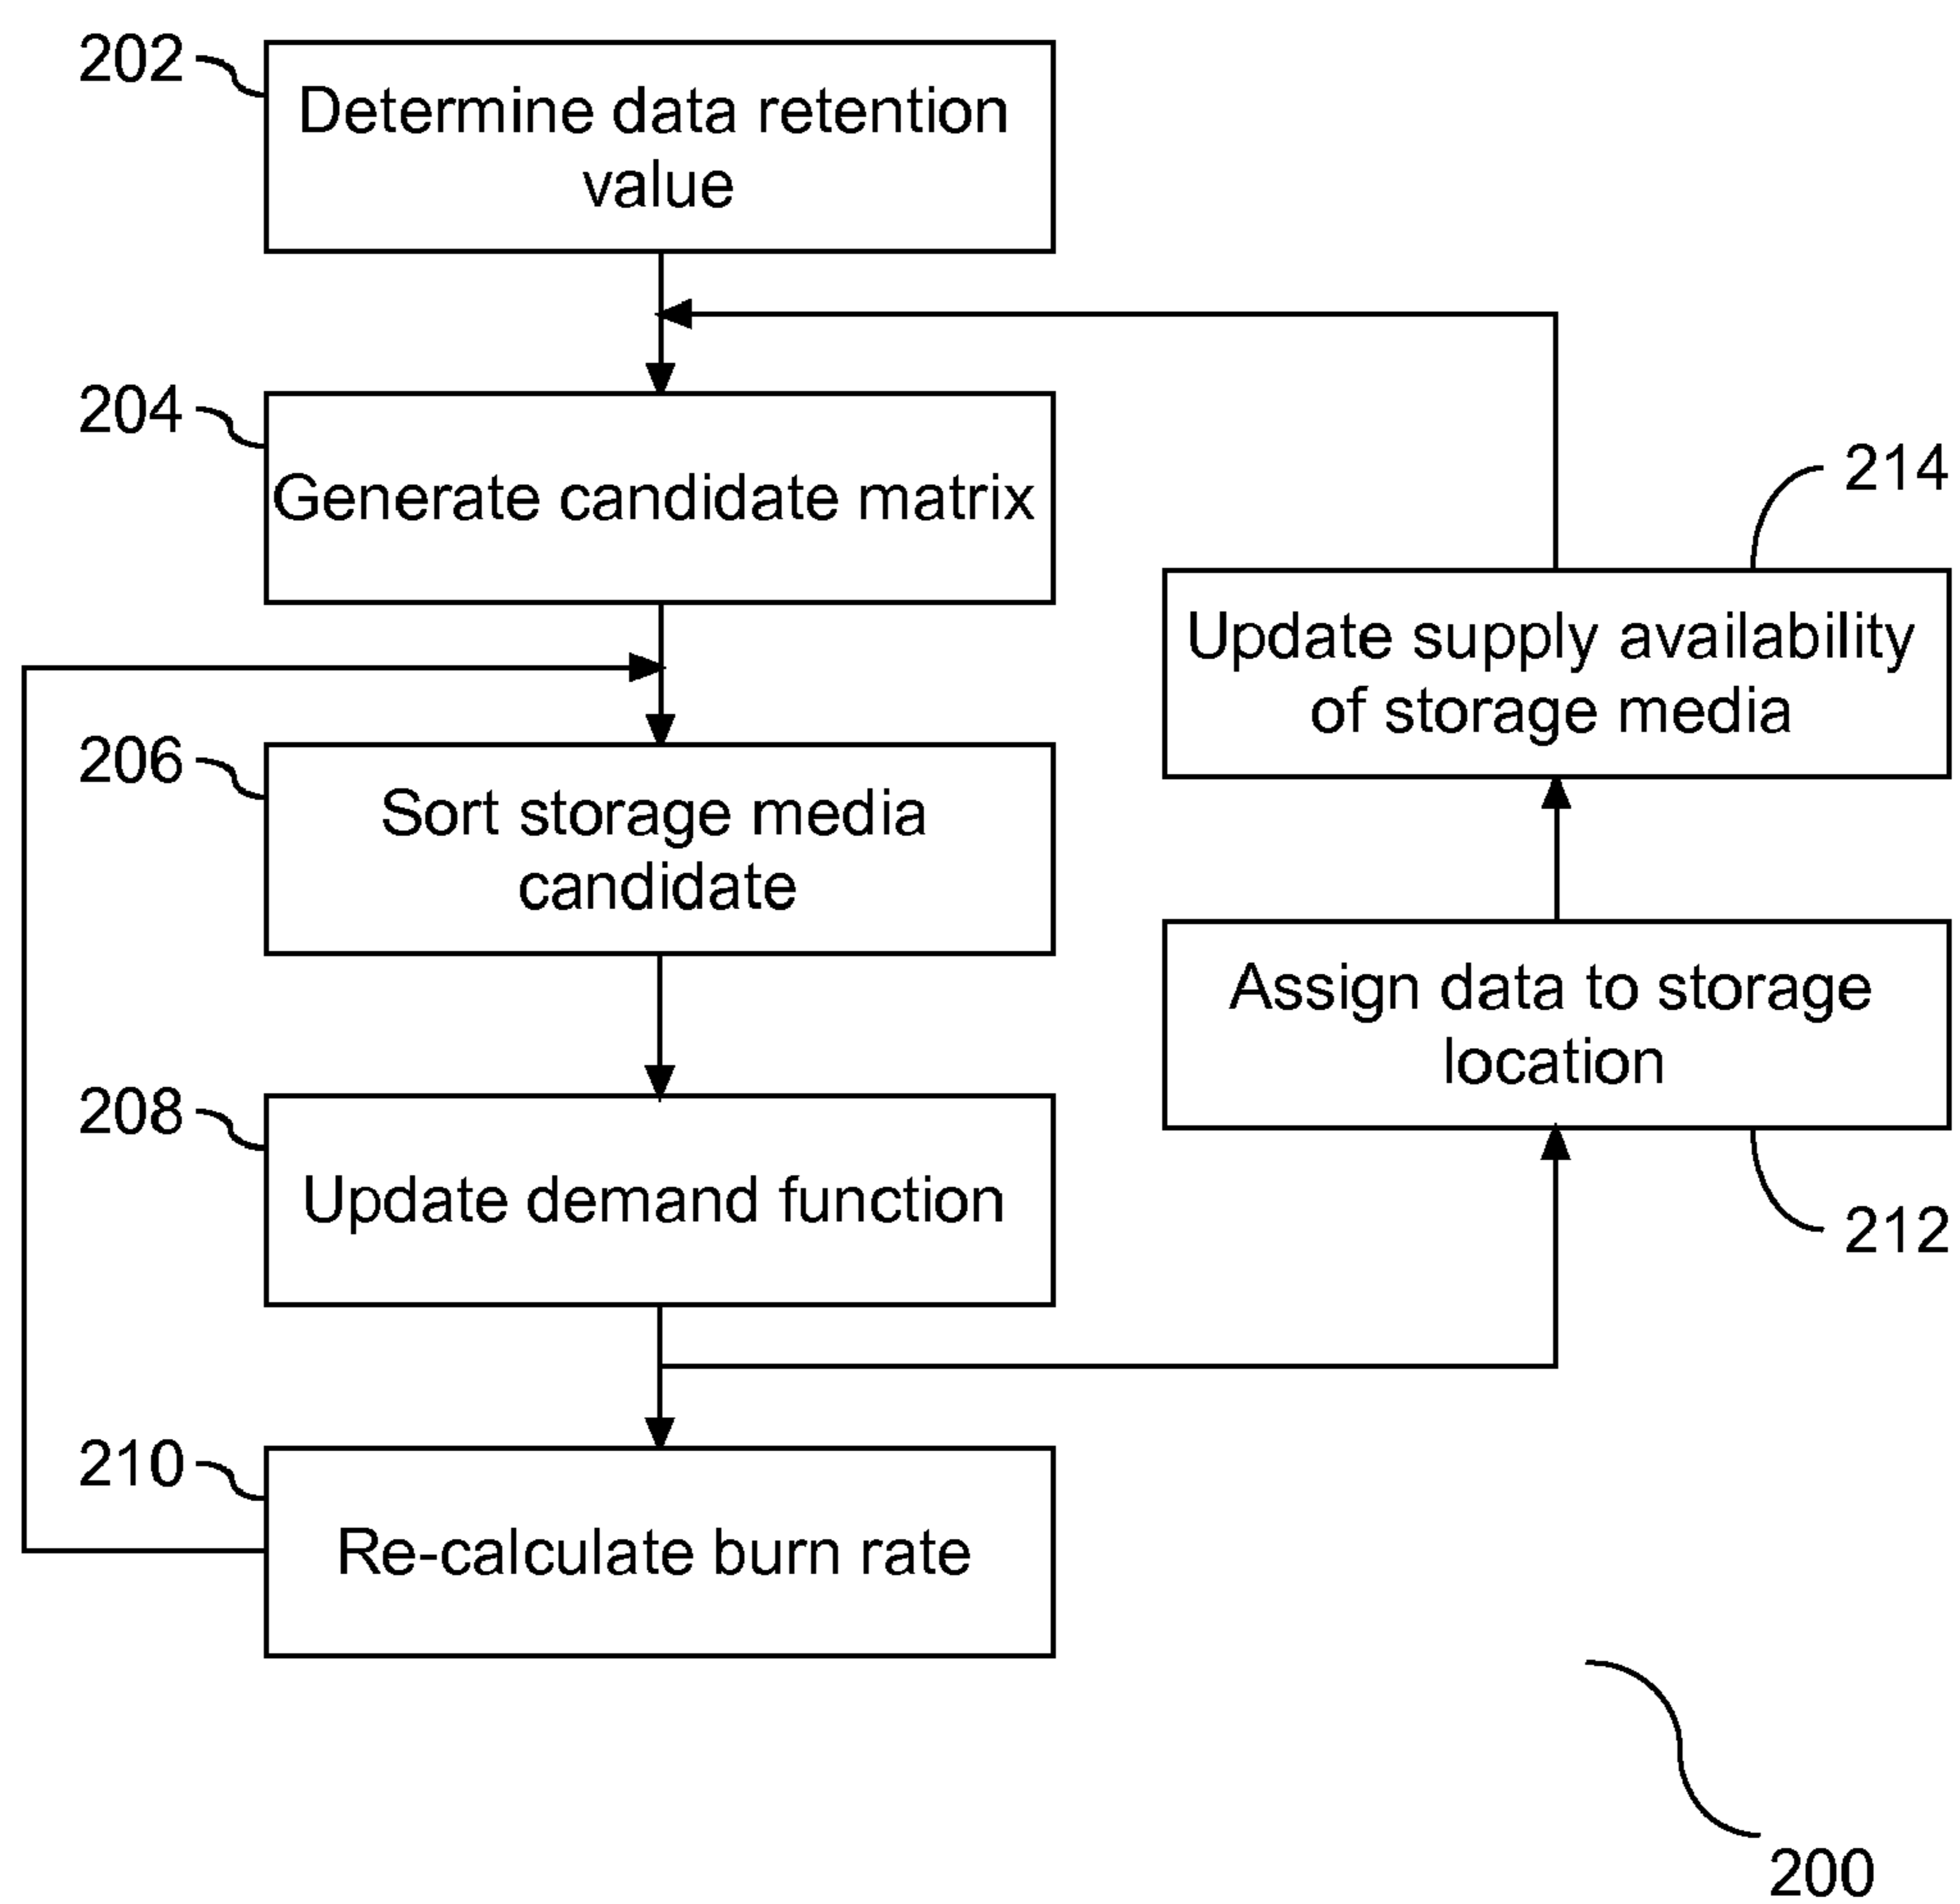 202
Determine data retention
value
204
Generate candidate matrix
206
Sort storage media
candidate
208
Update demand function
210
Re-calculate burn rate
214
Update supply availability
of storage media
Assign data to storage
location
212
200